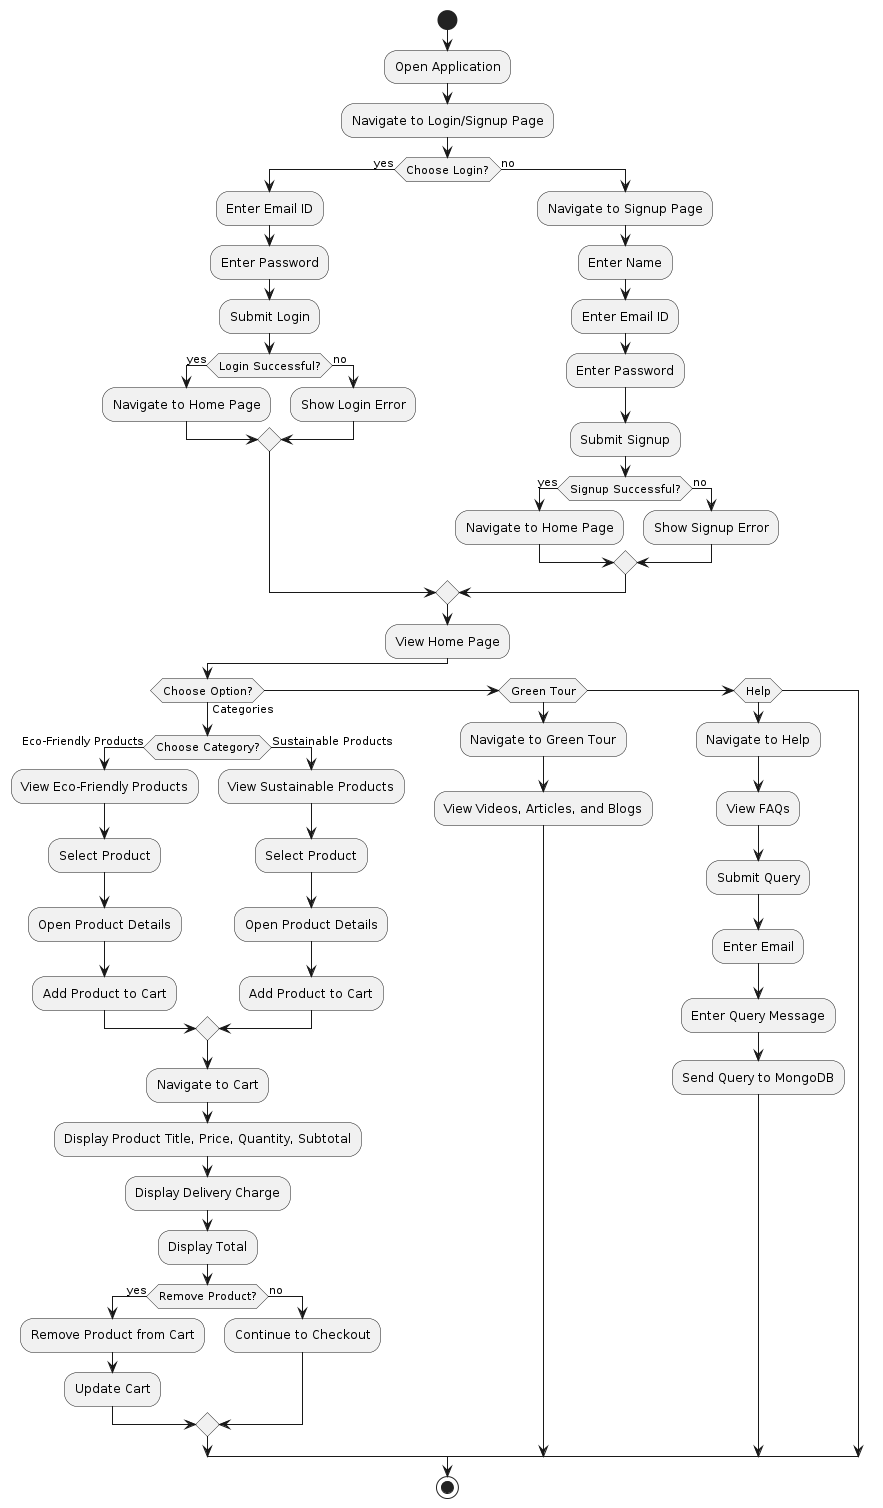 Open Application
Navigate to Login/Signup Page
yes
Choose Login?
no
Enter Email ID
Enter Password
Submit Login
yes
Login Successful?
no
Navigate to Home Page
Show Login Error
Navigate to Signup Page
Enter Name
Enter Email ID
Enter Password
Submit Signup
yes
Signup Successful?
no
Navigate to Home Page
Show Signup Error
View Home Page
Choose Option?
Categories
Eco-Friendly Products
Choose Category?
Sustainable Products
View Eco-Friendly Products
Select Product
Open Product Details
Add Product to Cart
View Sustainable Products
Select Product
Open Product Details
Add Product to Cart
Navigate to Cart
Display Product Title, Price, Quantity, Subtotal
Display Delivery Charge
Display Total
yes
Remove Product?
no
Remove Product from Cart
Update Cart
Continue to Checkout
Green Tour
Navigate to Green Tour
View Videos, Articles, and Blogs
Help
Navigate to Help
View FAQs
Submit Query
Enter Email
Enter Query Message
Send Query to MongoDB